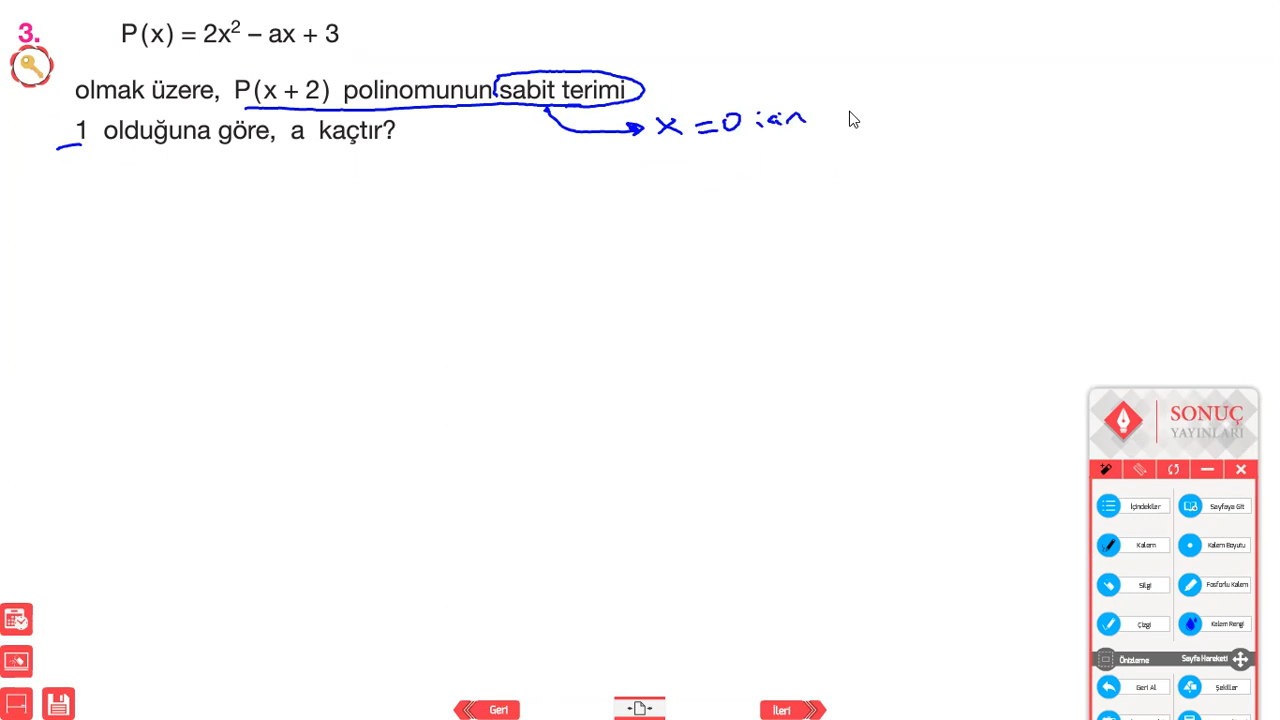 3. P(x) = 2x² – ax + 3
olmak üzere, P(x + 2) polinomunun sabit terimi
1 olduğuna göre, a kaçtır?
x = 0 için
SONUÇ
YAYINLARI
İçindekiler
Sayfaya Git
Kalem
Kalem Boyutu
Silgi
Fosforlu Kalem
Çizgi
Kalem Rengi
Önizleme
Sayfa Hareketi
Geri Al
Şekiller
Geri
İleri